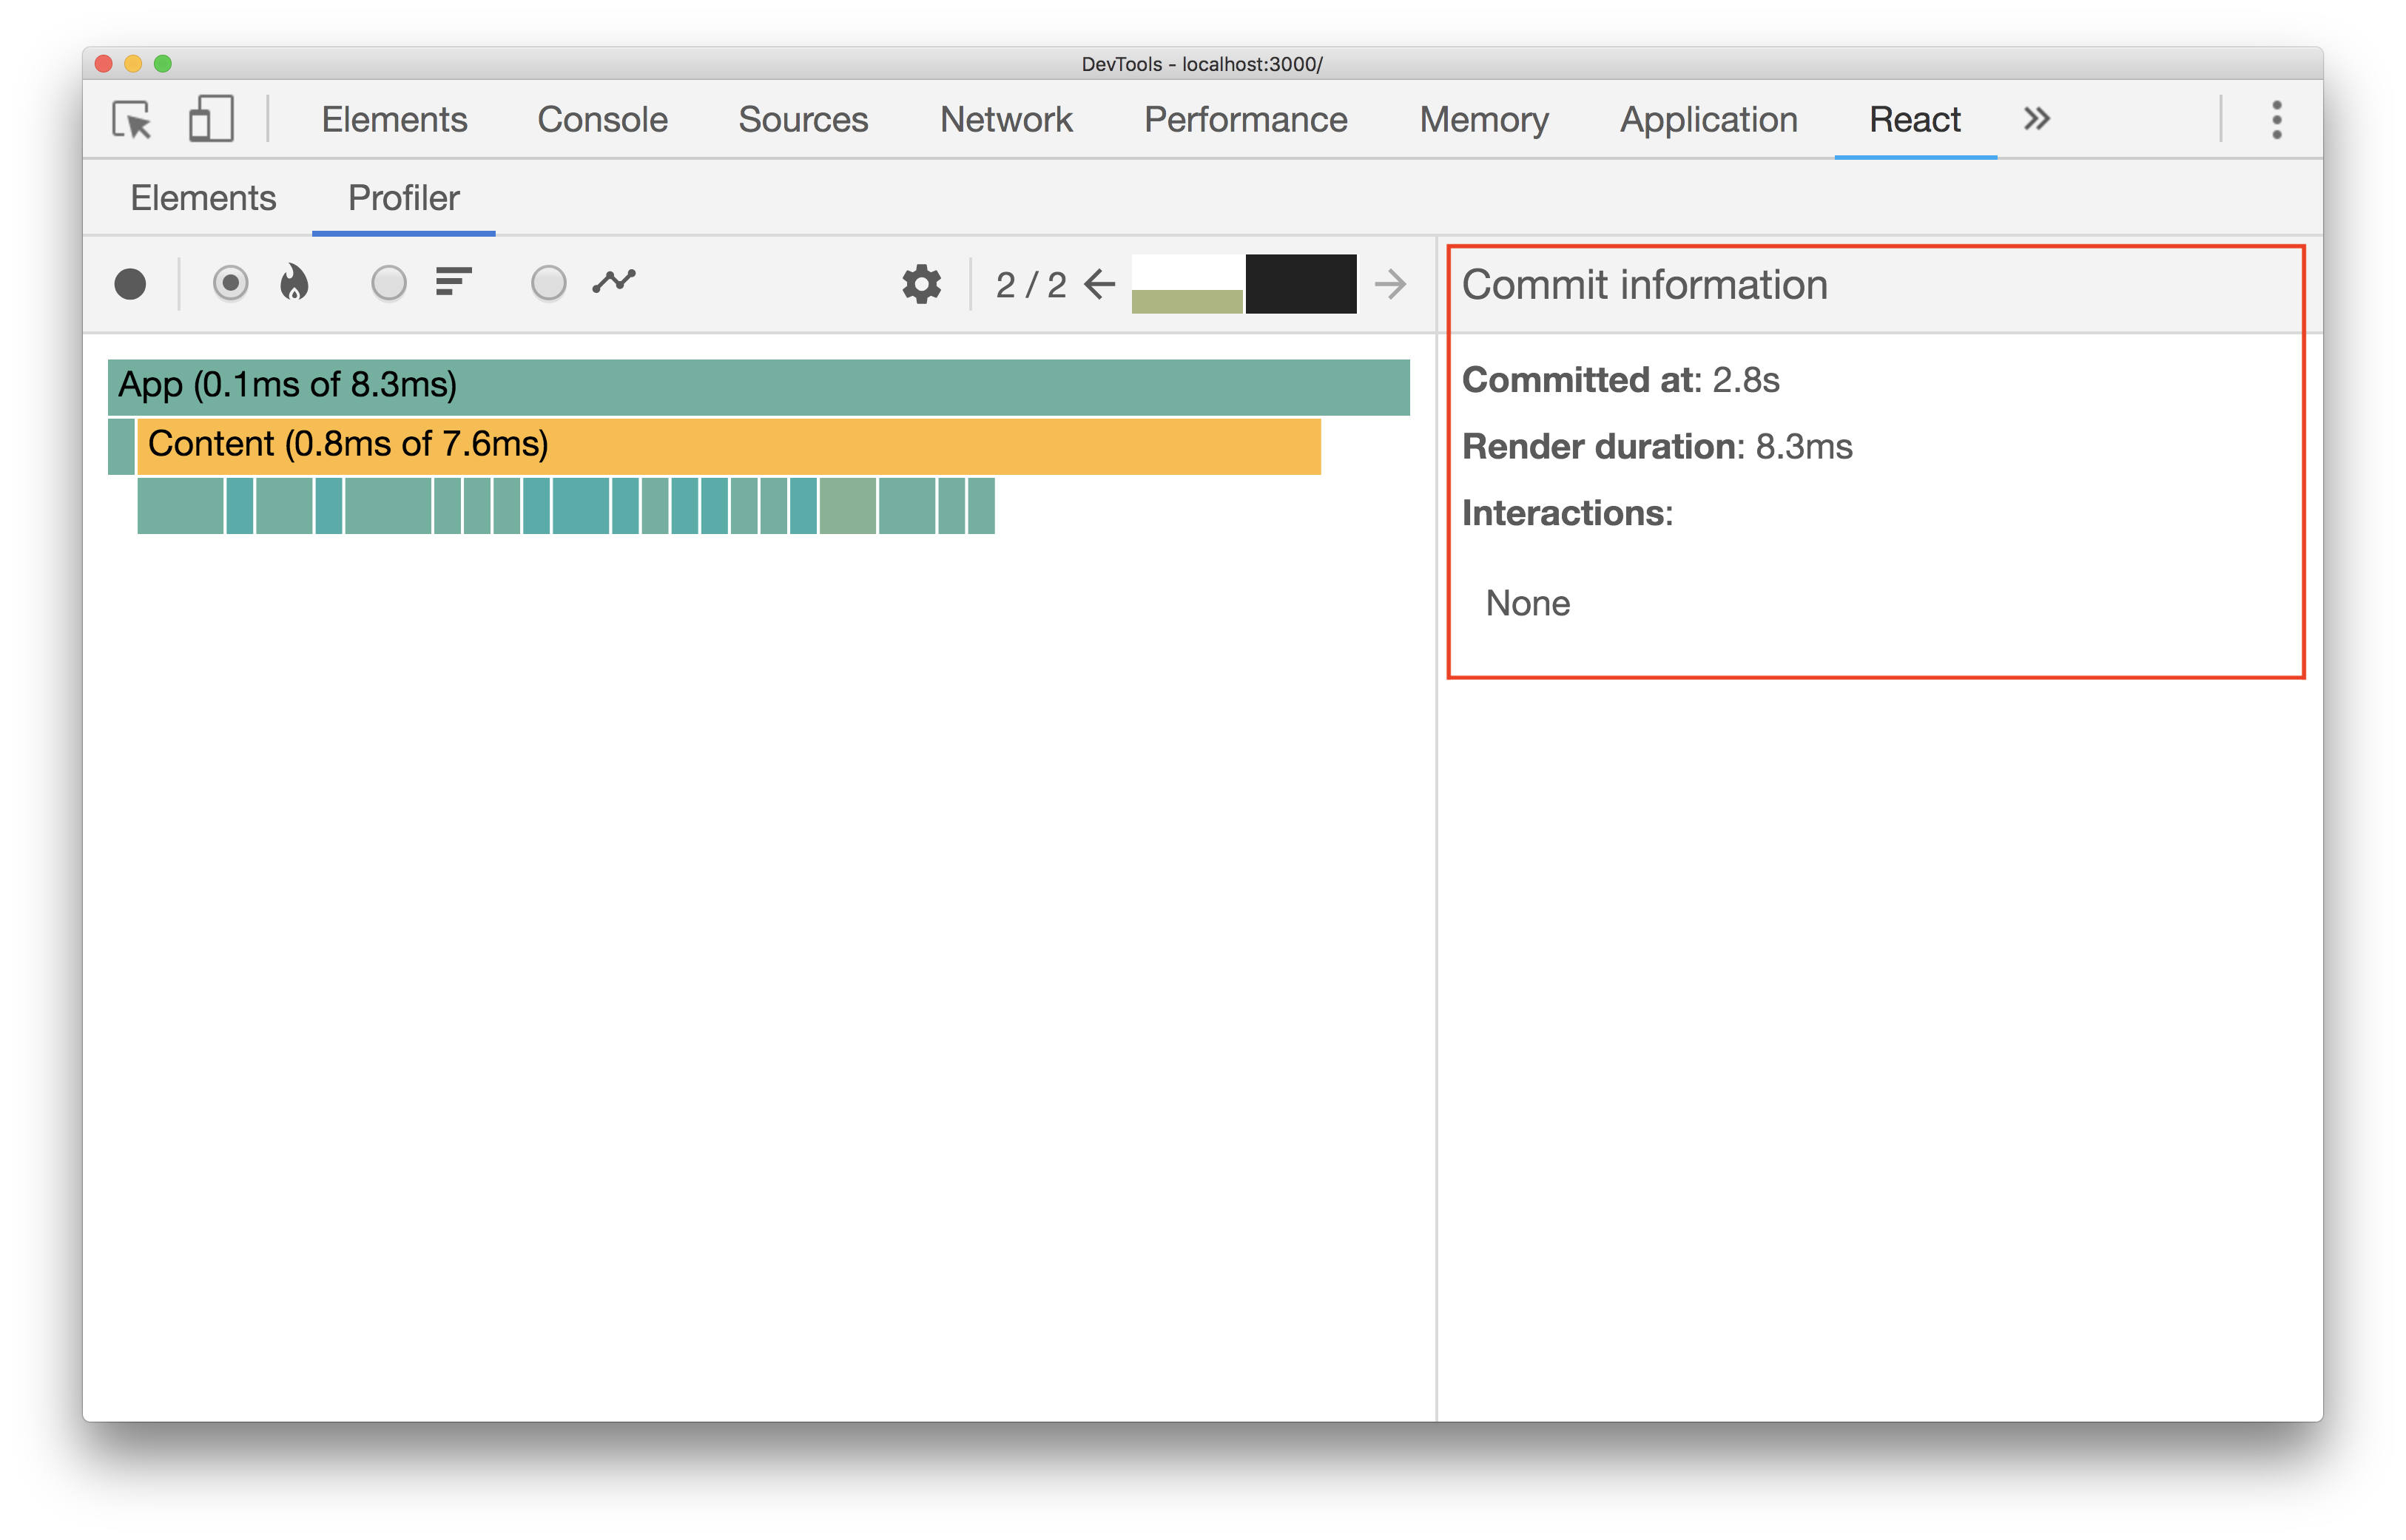 DevTools - localhost:3000/
Elements Console Sources Network Performance Memory Application React
Elements Profiler
2 / 2
Commit information
App (0.1ms of 8.3ms)
Content (0.8ms of 7.6ms)
Committed at: 2.8s
Render duration: 8.3ms
Interactions:
None